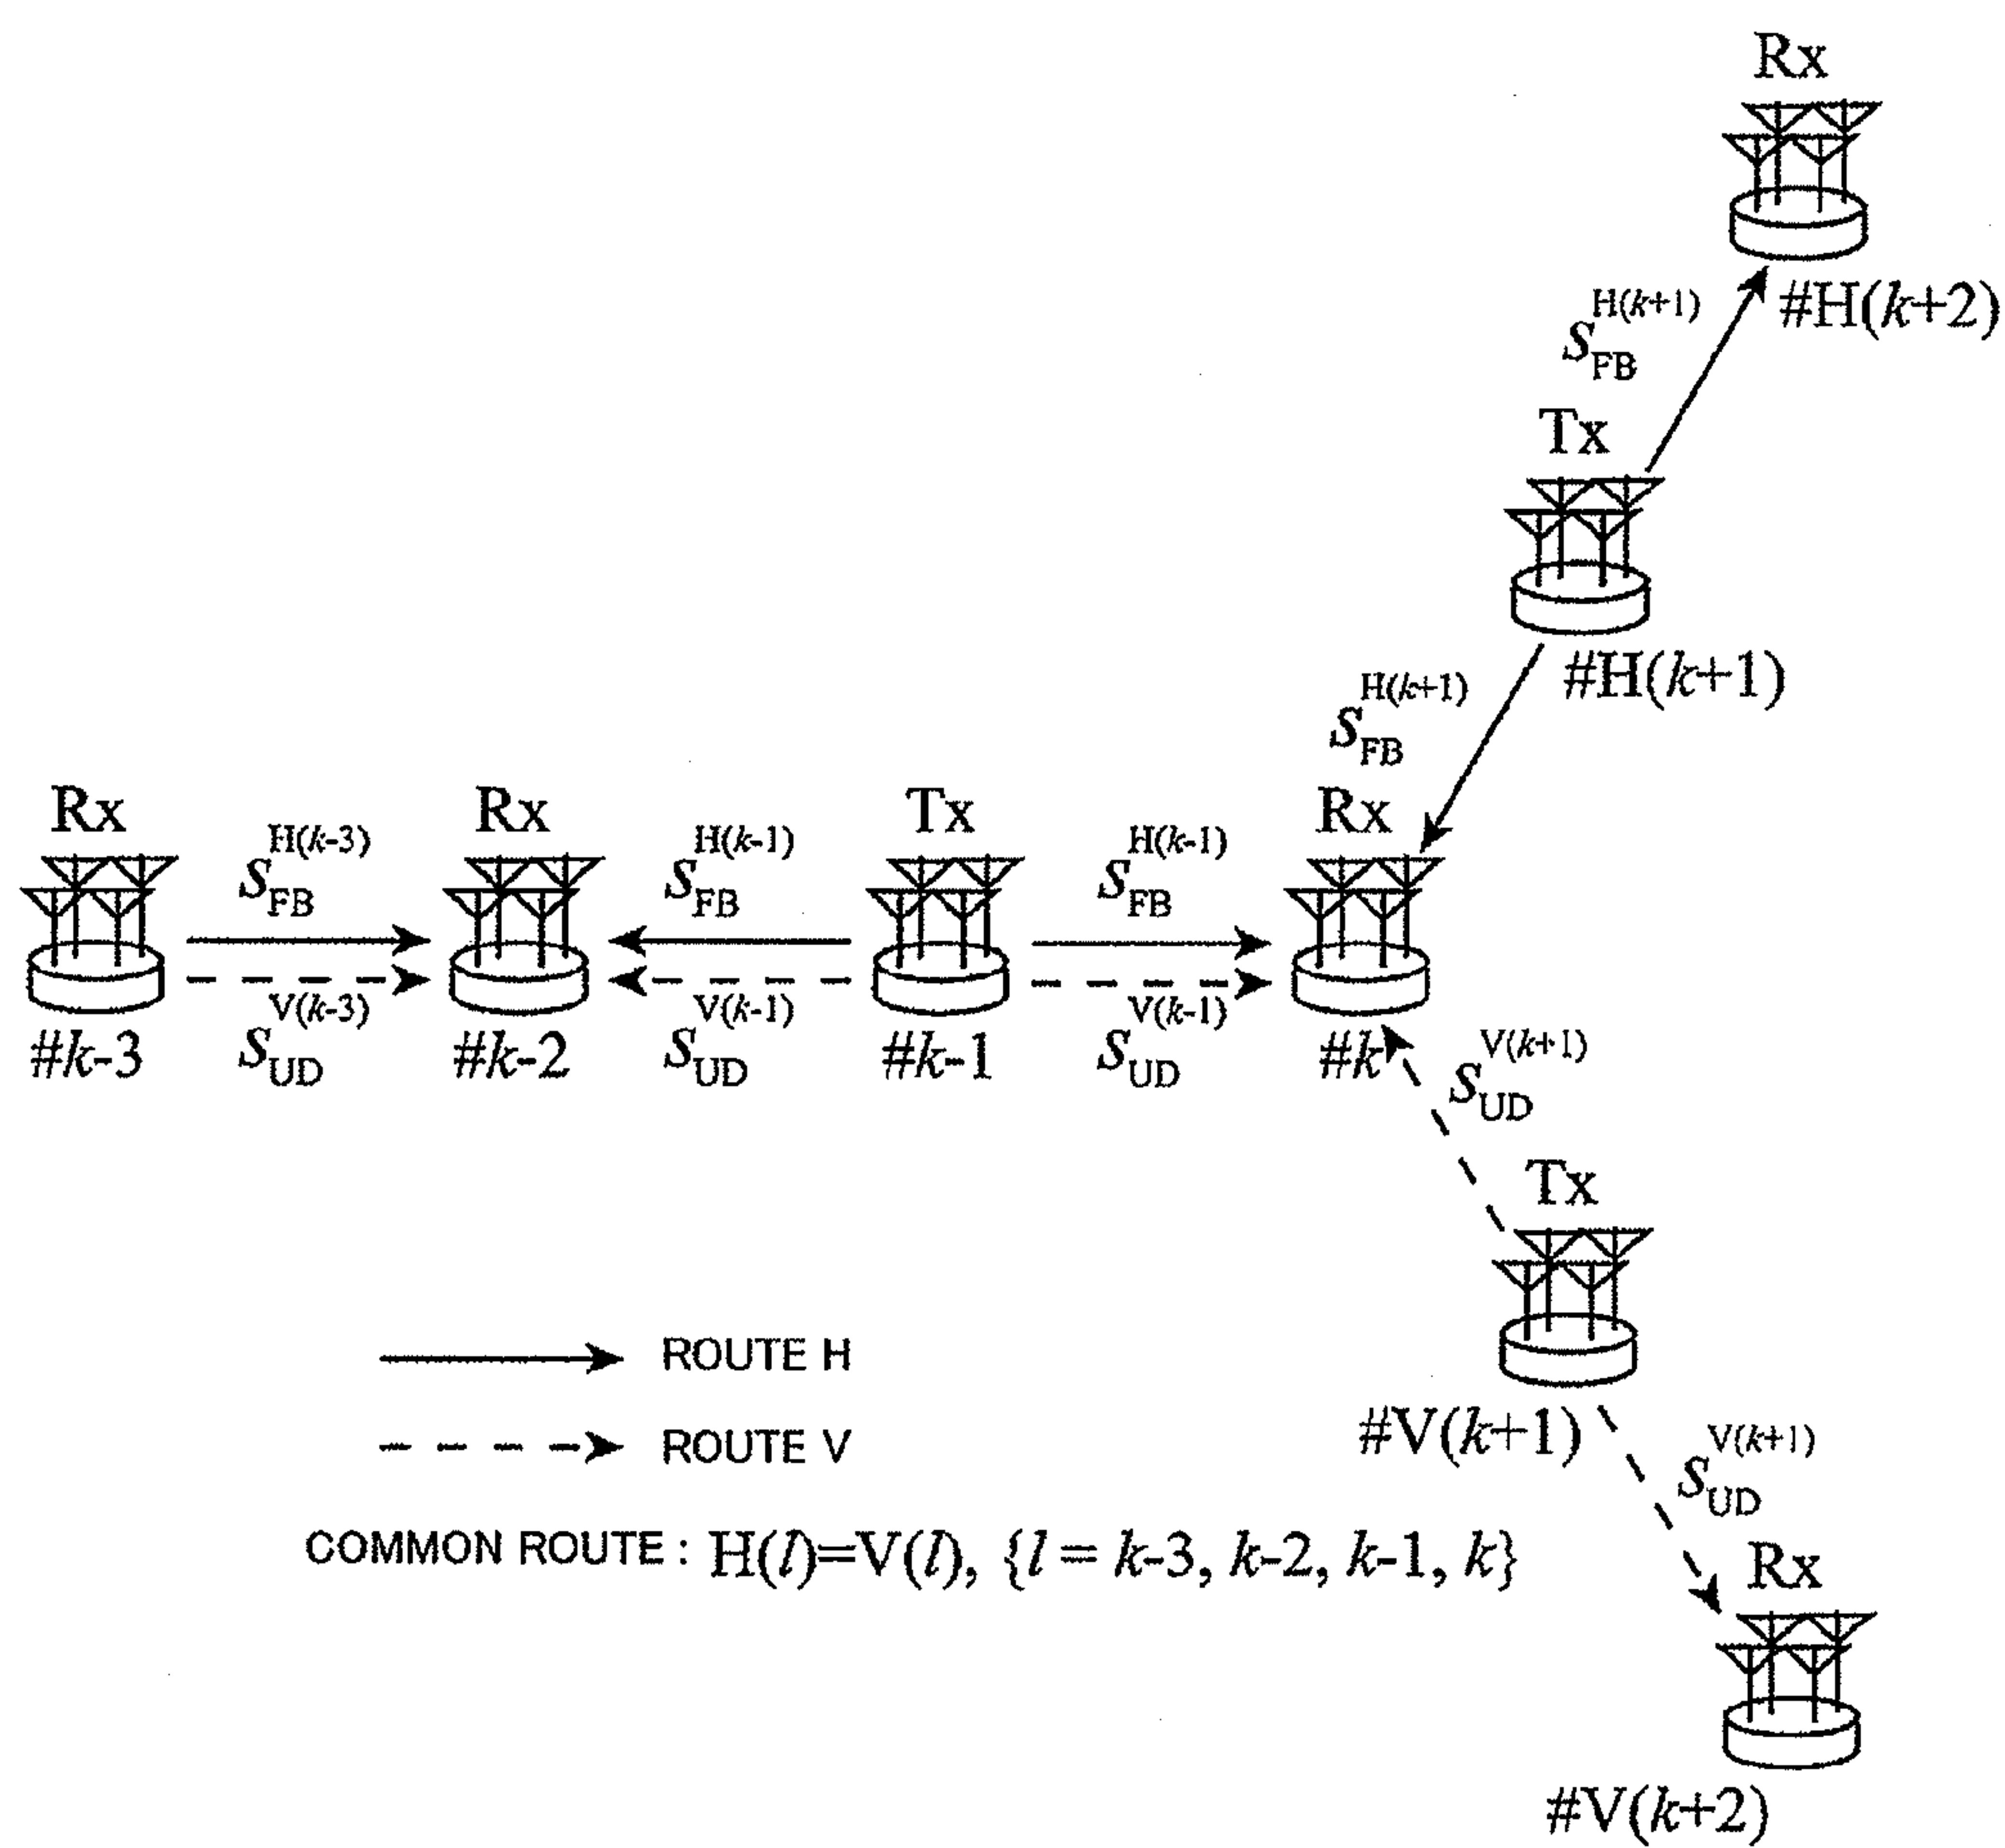 Rx
#H(k+2)
S_FB^H(k+1)
Tx
#H(k+1)
S_FB^H(k+1)
Rx Rx Tx Rx
S_FB^H(k-3) S_FB^H(k-1) S_FB^H(k-1)
S_UD^V(k-3) S_UD^V(k-1) S_UD^V(k-1)
#k-3 #k-2 #k-1 #k
S_UD^V(k+1)
Tx
#V(k+1)
S_UD^V(k+1)
Rx
#V(k+2)
ROUTE H
ROUTE V
COMMON ROUTE : H(l)=V(l), {l = k-3, k-2, k-1, k}